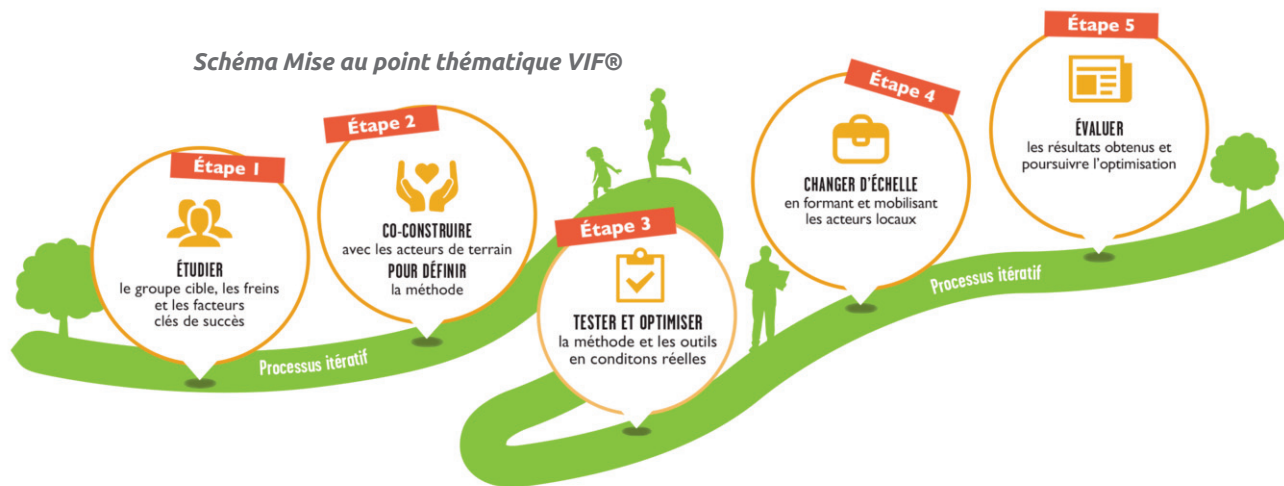 Schéma Mise au point thématique VIF®
Étape 1
ÉTUDIER
le groupe cible, les freins
et les facteurs
clés de succès
Étape 2
CO-CONSTRUIRE
avec les acteurs de terrain
POUR DÉFINIR
la méthode
Processus itératif
Étape 3
TESTER ET OPTIMISER
la méthode et les outils
en conditons réelles
Étape 4
CHANGER D'ÉCHELLE
en formant et mobilisant
les acteurs locaux
Processus itératif
Étape 5
ÉVALUER
les résultats obtenus et
poursuivre l'optimisation